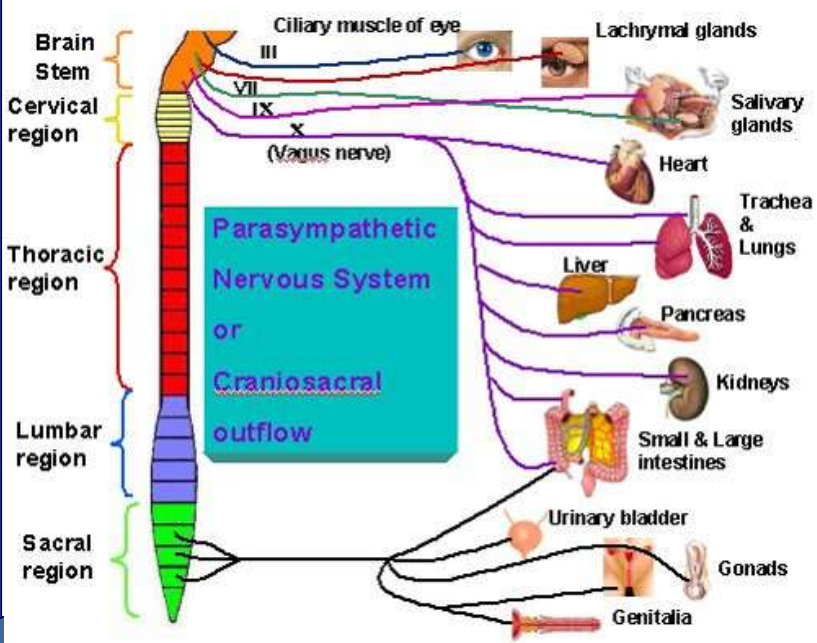 Brain
Stem
Cervical
region
Thoracic
region
Lumbar
region
Sacral
region
Ciliary muscle of eye
Lachrymal glands
III
VII
IX
X
(Vagus nerve)
Salivary
glands
Heart
Trachea
&
Lungs
Liver
Pancreas
Kidneys
Small & Large
intestines
Urinary bladder
Gonads
Genitalia
Parasympathetic
Nervous System
or
Craniosacral
outflow